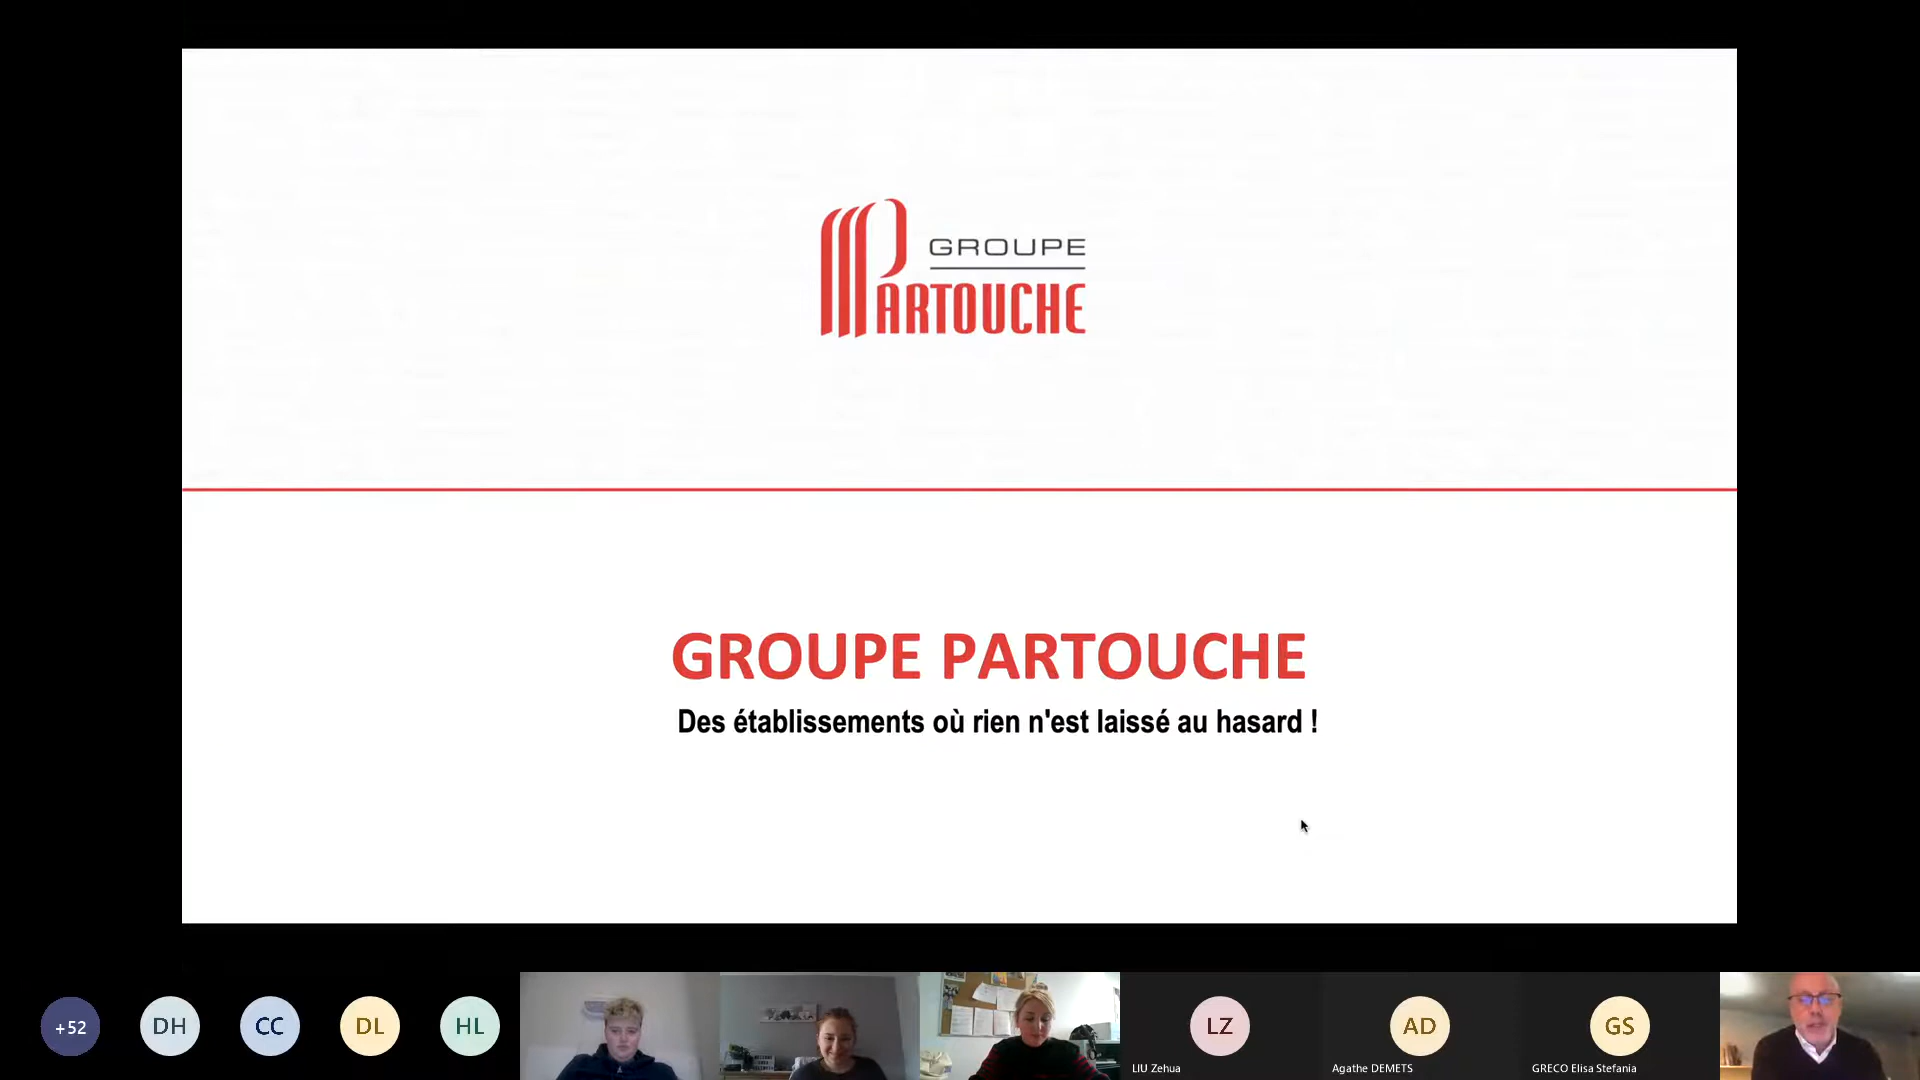 GROUPE
PARTOUCHE
GROUPE PARTOUCHE
Des établissements où rien n'est laissé au hasard !
+52
DH
CC
DL
HL
LZ
AD
GS
LIU Zehua
Agathe DEMETS
GRECO Elisa Stefania